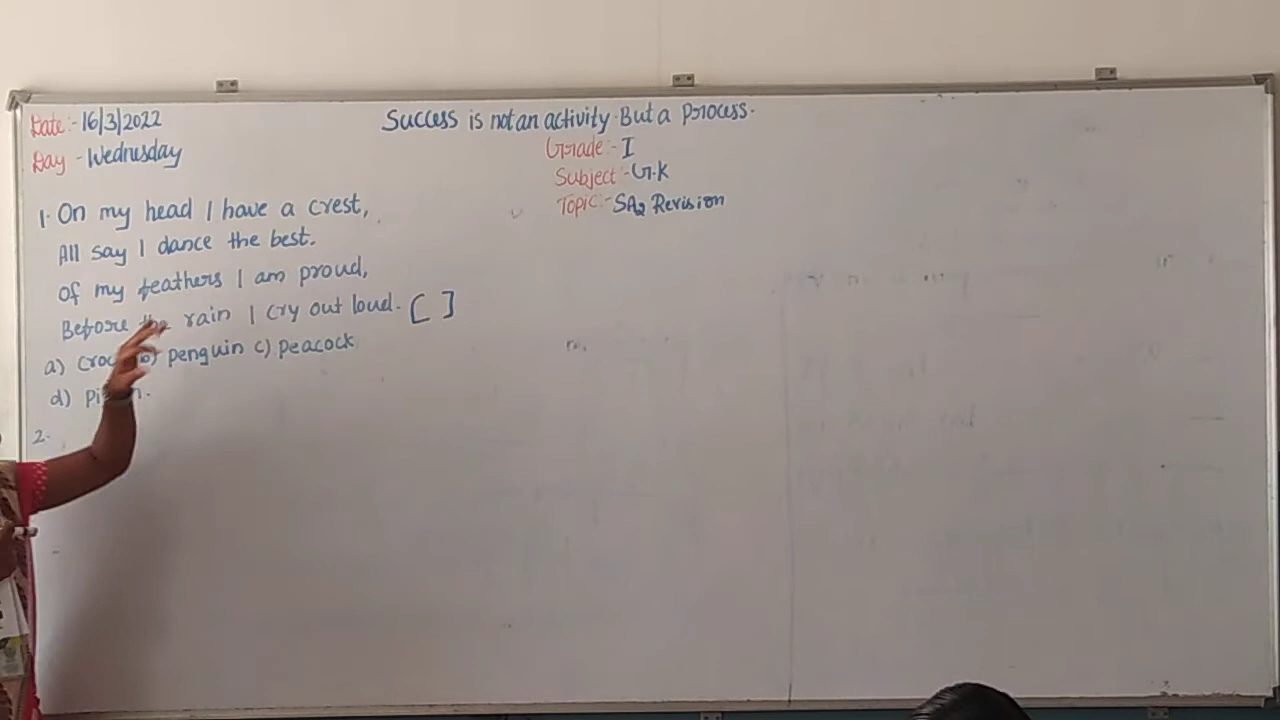 Date:- 16/3/2022
Success is not an activity. But a process.
Day - Wednesday
Grade:- I
Subject:- G.K
Topic:- SA2 Revision
1. On my head I have a crest,
All say I dance the best.
Of my feathers I am proud,
Before the rain I cry out loud. [ ]
a) b) penguin c) peacock
d)
2.